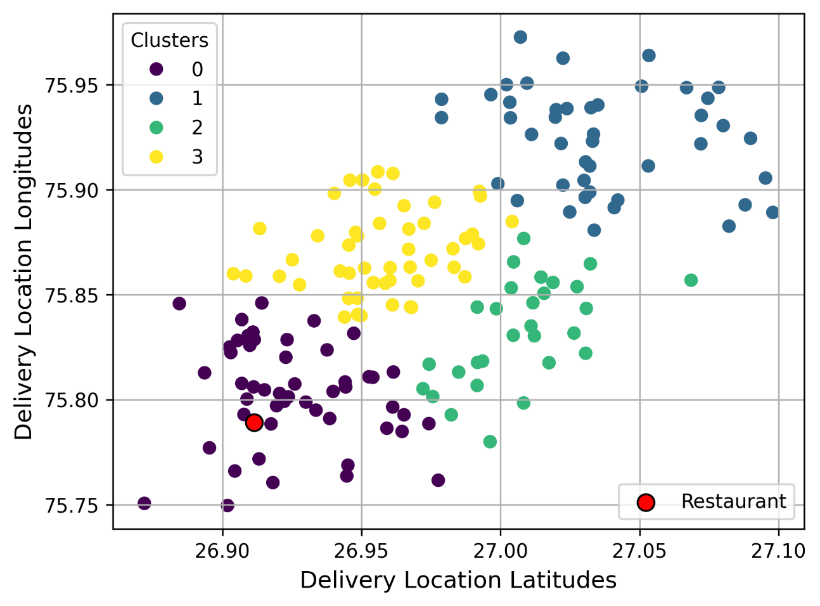 Clusters
0
1
2
3
75.95
75.90
75.85
75.80
75.75
Delivery Location Longitudes
Restaurant
26.90 26.95 27.00 27.05 27.10
Delivery Location Latitudes